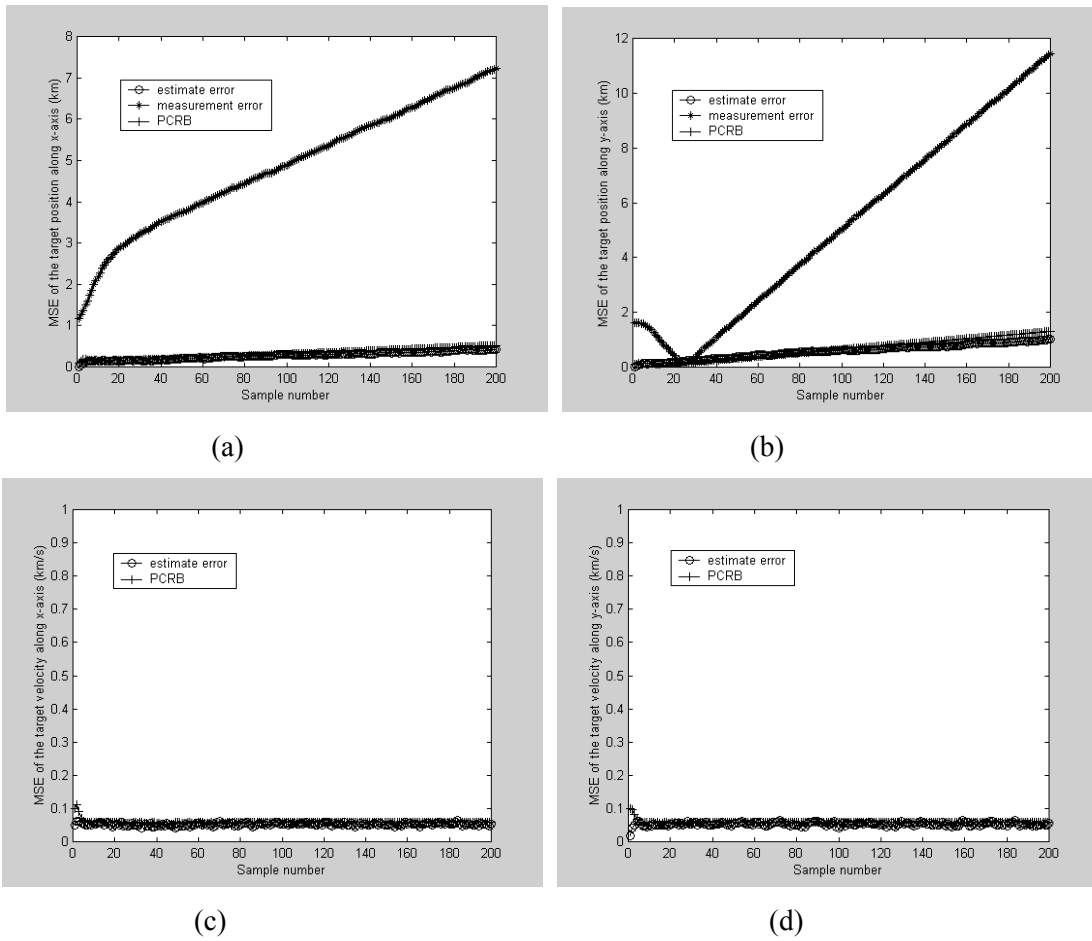 MSE of the target position along x-axis (km)
8
7
6
5
4
3
2
1
0
estimate error
measurement error
PCRB
0 20 40 60 80 100 120 140 160 180 200
Sample number
(a)
MSE of the target position along y-axis (km)
12
10
8
6
4
2
0
estimate error
measurement error
PCRB
0 20 40 60 80 100 120 140 160 180 200
Sample number
(b)
MSE of the target velocity along x-axis (km/s)
1
0.9
0.8
0.7
0.6
0.5
0.4
0.3
0.2
0.1
0
estimate error
PCRB
0 20 40 60 80 100 120 140 160 180 200
Sample number
(c)
MSE of the target velocity along y-axis (km/s)
1
0.9
0.8
0.7
0.6
0.5
0.4
0.3
0.2
0.1
0
estimate error
PCRB
0 20 40 60 80 100 120 140 160 180 200
Sample number
(d)